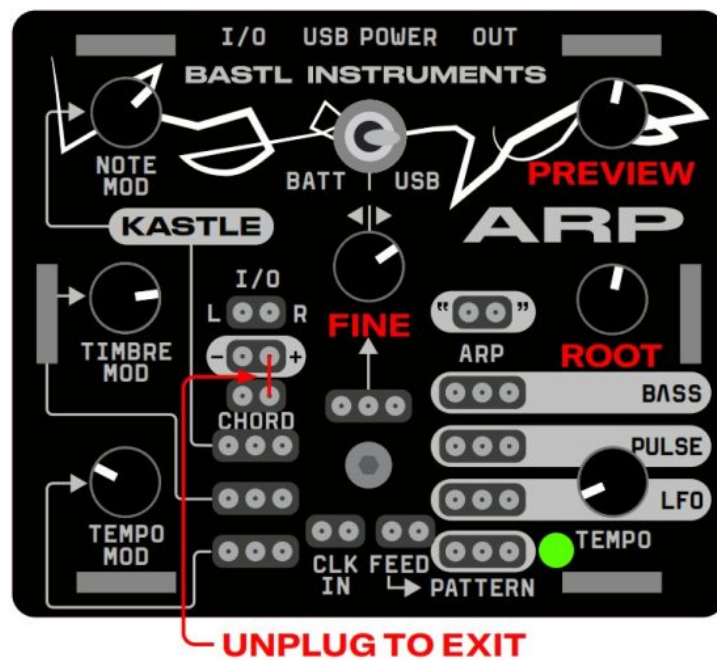 I/O USB POWER OUT
BASTL INSTRUMENTS
NOTE
MOD
BATT USB
PREVIEW
KASTLE
ARP
I/O
L R
FINE
“ ”
ARP
ROOT
TIMBRE
MOD
- +
CHORD
BASS
PULSE
LFO
TEMPO
MOD
CLK
IN
FEED
PATTERN
TEMPO
UNPLUG TO EXIT